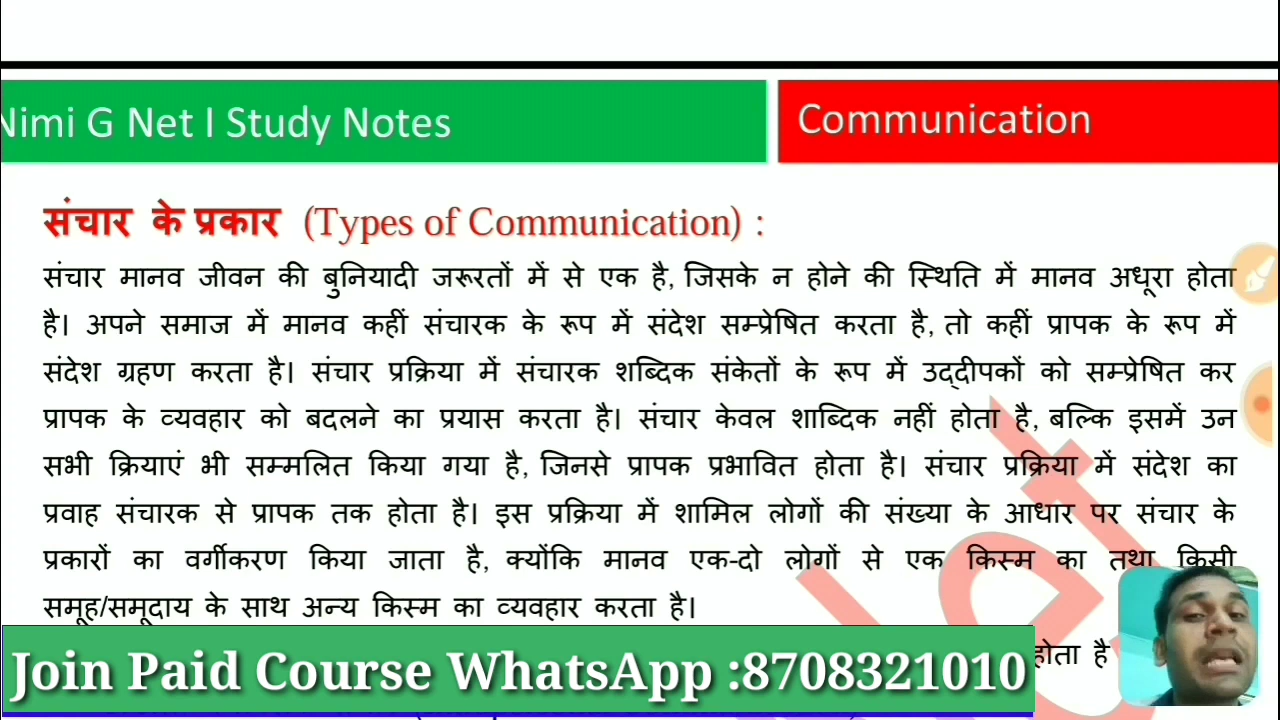 Nimi G Net I Study Notes
Communication
संचार के प्रकार (Types of Communication) :
संचार मानव जीवन की बुनियादी जरूरतों में से एक है, जिसके न होने की स्थिति में मानव अधूरा होता
है। अपने समाज में मानव कहीं संचारक के रूप में संदेश सम्प्रेषित करता है, तो कहीं प्रापक के रूप में
संदेश ग्रहण करता है। संचार प्रक्रिया में संचारक शब्दिक संकेतों के रूप में उद्दीपकों को सम्प्रेषित कर
प्रापक के व्यवहार को बदलने का प्रयास करता है। संचार केवल शाब्दिक नहीं होता है, बल्कि इसमें उन
सभी क्रियाएं भी सम्मलित किया गया है, जिनसे प्रापक प्रभावित होता है। संचार प्रक्रिया में संदेश का
प्रवाह संचारक से प्रापक तक होता है। इस प्रक्रिया में शामिल लोगों की संख्या के आधार पर संचार के
प्रकारों का वर्गीकरण किया जाता है, क्योंकि मानव एक-दो लोगों से एक किस्म का तथा किसी
समूह/समूदाय के साथ अन्य किस्म का व्यवहार करता है।
होता है
Join Paid Course WhatsApp :8708321010